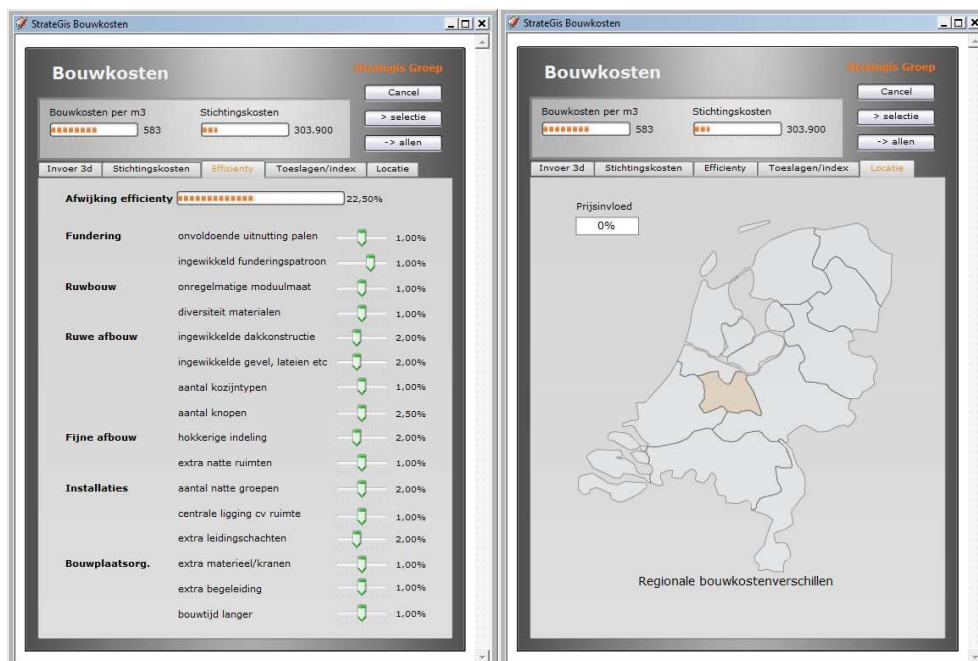 StrateGis Bouwkosten
Bouwkosten
Strategis Groep
Cancel
Bouwkosten per m3 Stichtingskosten
583 303.900
> selectie
-> allen
Invoer 3d Stichtingskosten Efficienty Toeslagen/index Locatie
Afwijking efficienty 22,50%
Fundering onvoldoende uitnutting palen 1,00%
ingewikkeld funderingspatroon 1,00%
Ruwbouw onregelmatige moduulmaat 1,00%
diversiteit materialen 1,00%
Ruwe afbouw ingewikkelde dakkonstructie 2,00%
ingewikkelde gevel, lateien etc 2,00%
aantal kozijntypen 1,00%
aantal knopen 2,50%
Fijne afbouw hokkerige indeling 2,00%
extra natte ruimten 1,00%
Installaties aantal natte groepen 2,00%
centrale ligging cv ruimte 1,00%
extra leidingschachten 2,00%
Bouwplaatsorg. extra materieel/kranen 1,00%
extra begeleiding 1,00%
bouwtijd langer 1,00%
StrateGis Bouwkosten
Bouwkosten
Strategis Groep
Cancel
Bouwkosten per m3 Stichtingskosten
583 303.900
> selectie
-> allen
Invoer 3d Stichtingskosten Efficienty Toeslagen/index Locatie
Prijsinvloed
0%
Regionale bouwkostenverschillen